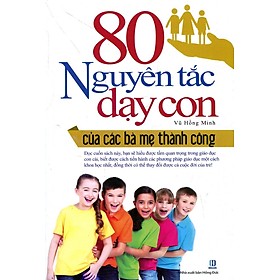 80
Nguyên tắc
dạy con
Vũ Hồng Minh
của các bà mẹ thành công
Đọc cuốn sách này, bạn sẽ hiểu được tầm quan trọng trong giáo dục
con cái, biết được cách tiến hành các phương pháp giáo dục một cách
khoa học nhất, đồng thời có thể thay đổi được cả cuộc đời của trẻ!
Nhà xuất bản Hồng Đức